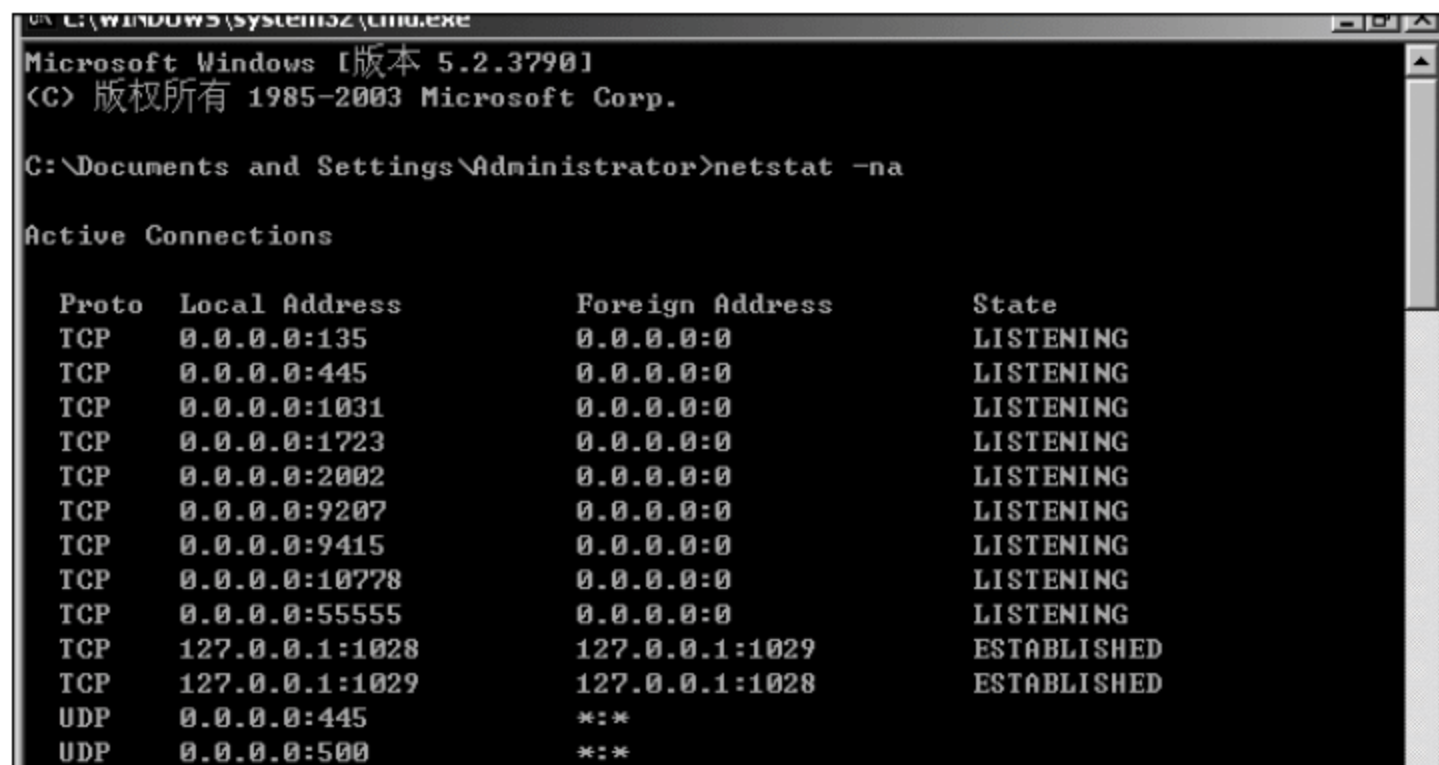 C:\WINDOWS\system32\cmd.exe
Microsoft Windows [版本 5.2.3790]
(C) 版权所有 1985-2003 Microsoft Corp.
C:\Documents and Settings\Administrator>netstat -na
Active Connections
Proto Local Address Foreign Address State
TCP 0.0.0.0:135 0.0.0.0:0 LISTENING
TCP 0.0.0.0:445 0.0.0.0:0 LISTENING
TCP 0.0.0.0:1031 0.0.0.0:0 LISTENING
TCP 0.0.0.0:1723 0.0.0.0:0 LISTENING
TCP 0.0.0.0:2002 0.0.0.0:0 LISTENING
TCP 0.0.0.0:9207 0.0.0.0:0 LISTENING
TCP 0.0.0.0:9415 0.0.0.0:0 LISTENING
TCP 0.0.0.0:10778 0.0.0.0:0 LISTENING
TCP 0.0.0.0:55555 0.0.0.0:0 LISTENING
TCP 127.0.0.1:1028 127.0.0.1:1029 ESTABLISHED
TCP 127.0.0.1:1029 127.0.0.1:1028 ESTABLISHED
UDP 0.0.0.0:445 *:*
UDP 0.0.0.0:500 *:*